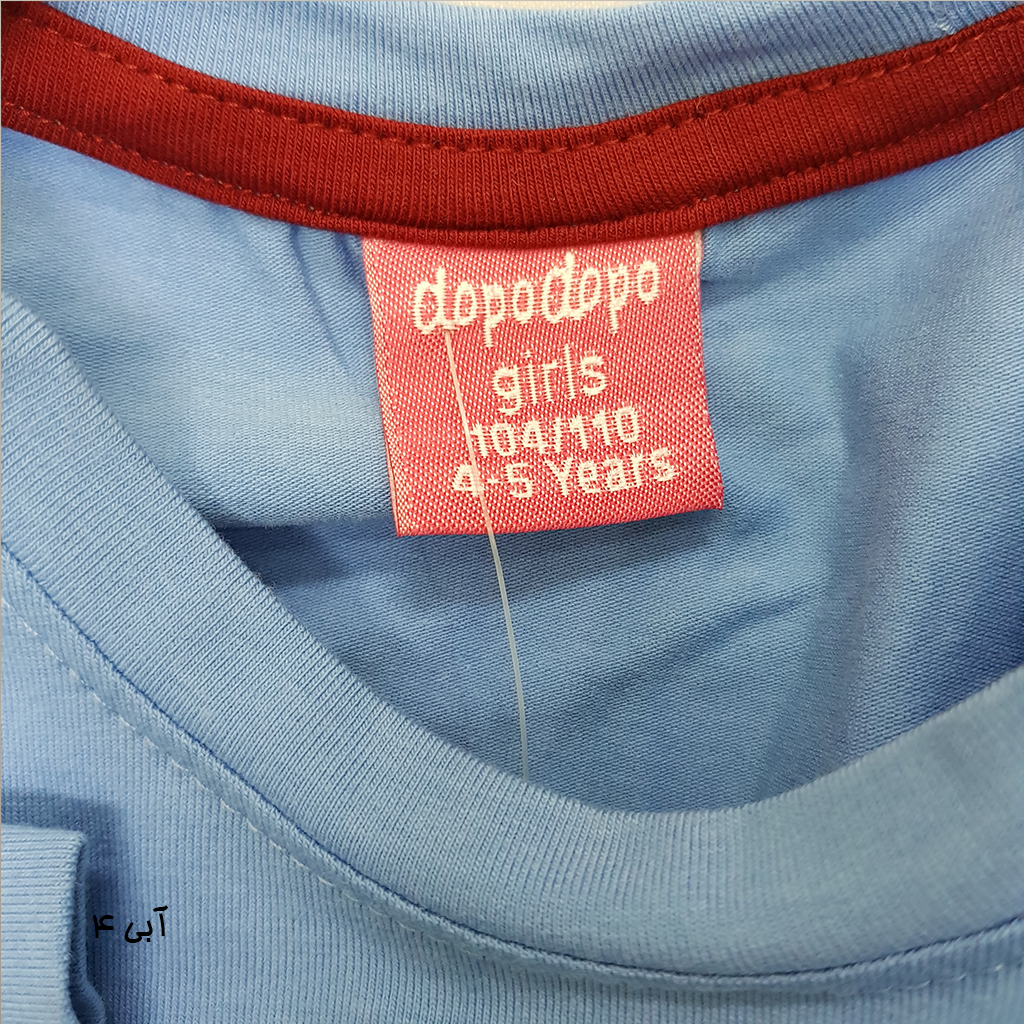 dopodopo
girls
104/110
4-5 Years
آبی ۴